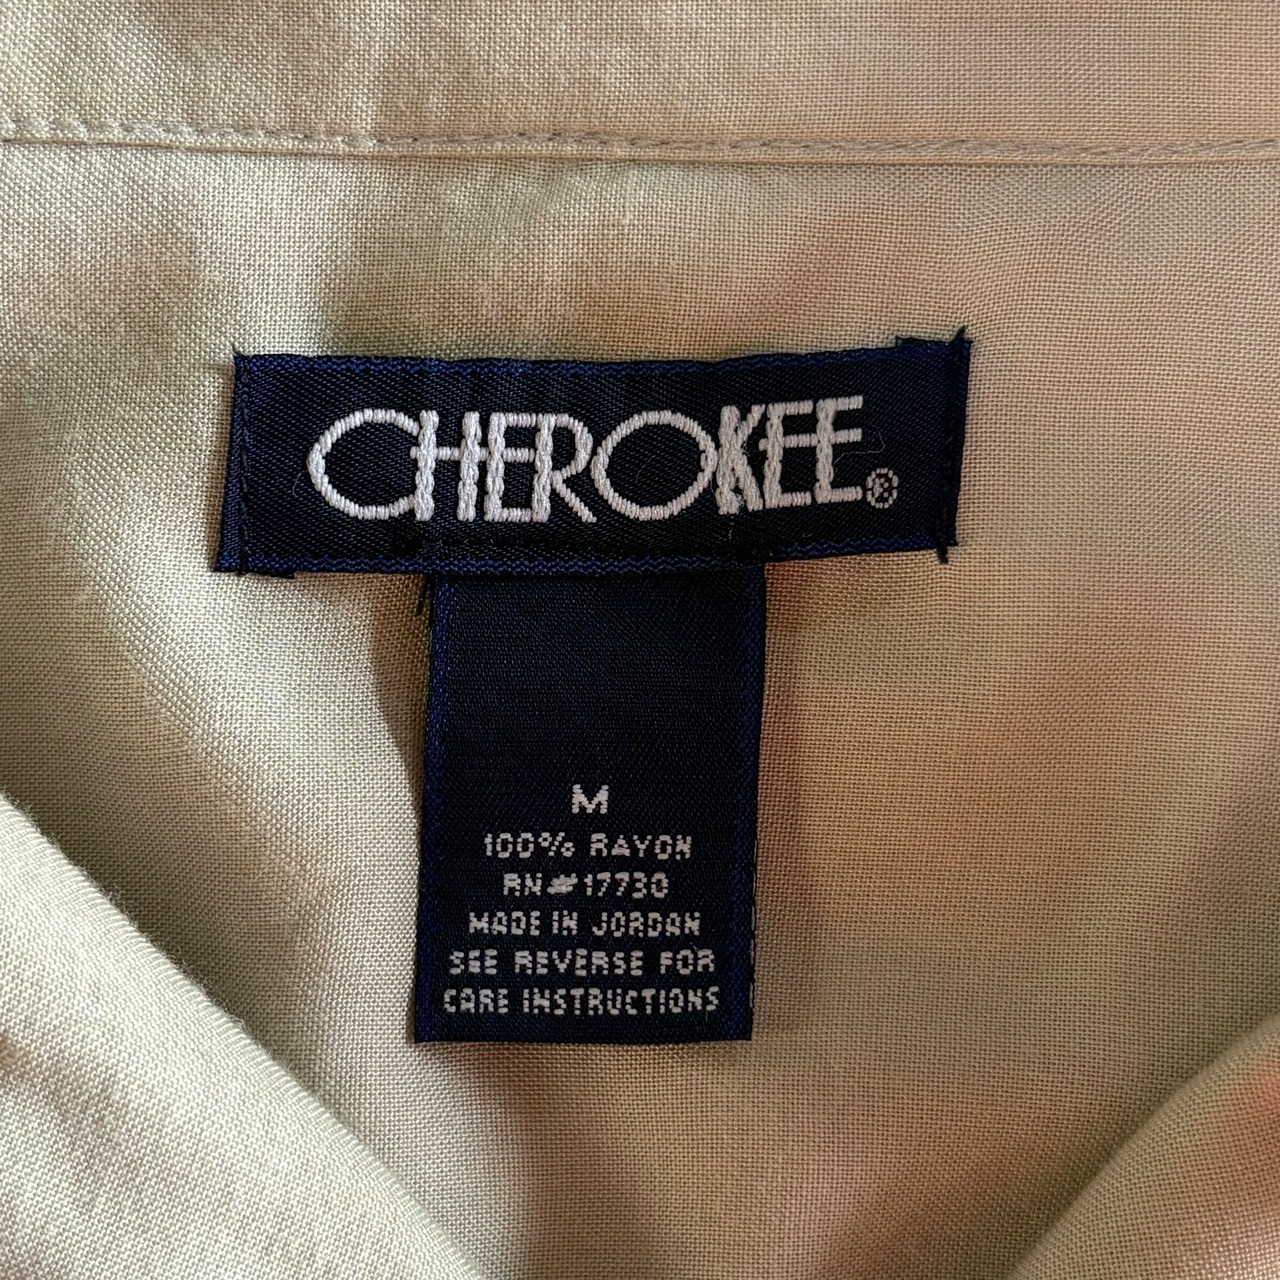 CHEROKEE®
M
100% RAYON
RN#17730
MADE IN JORDAN
SEE REVERSE FOR
CARE INSTRUCTIONS